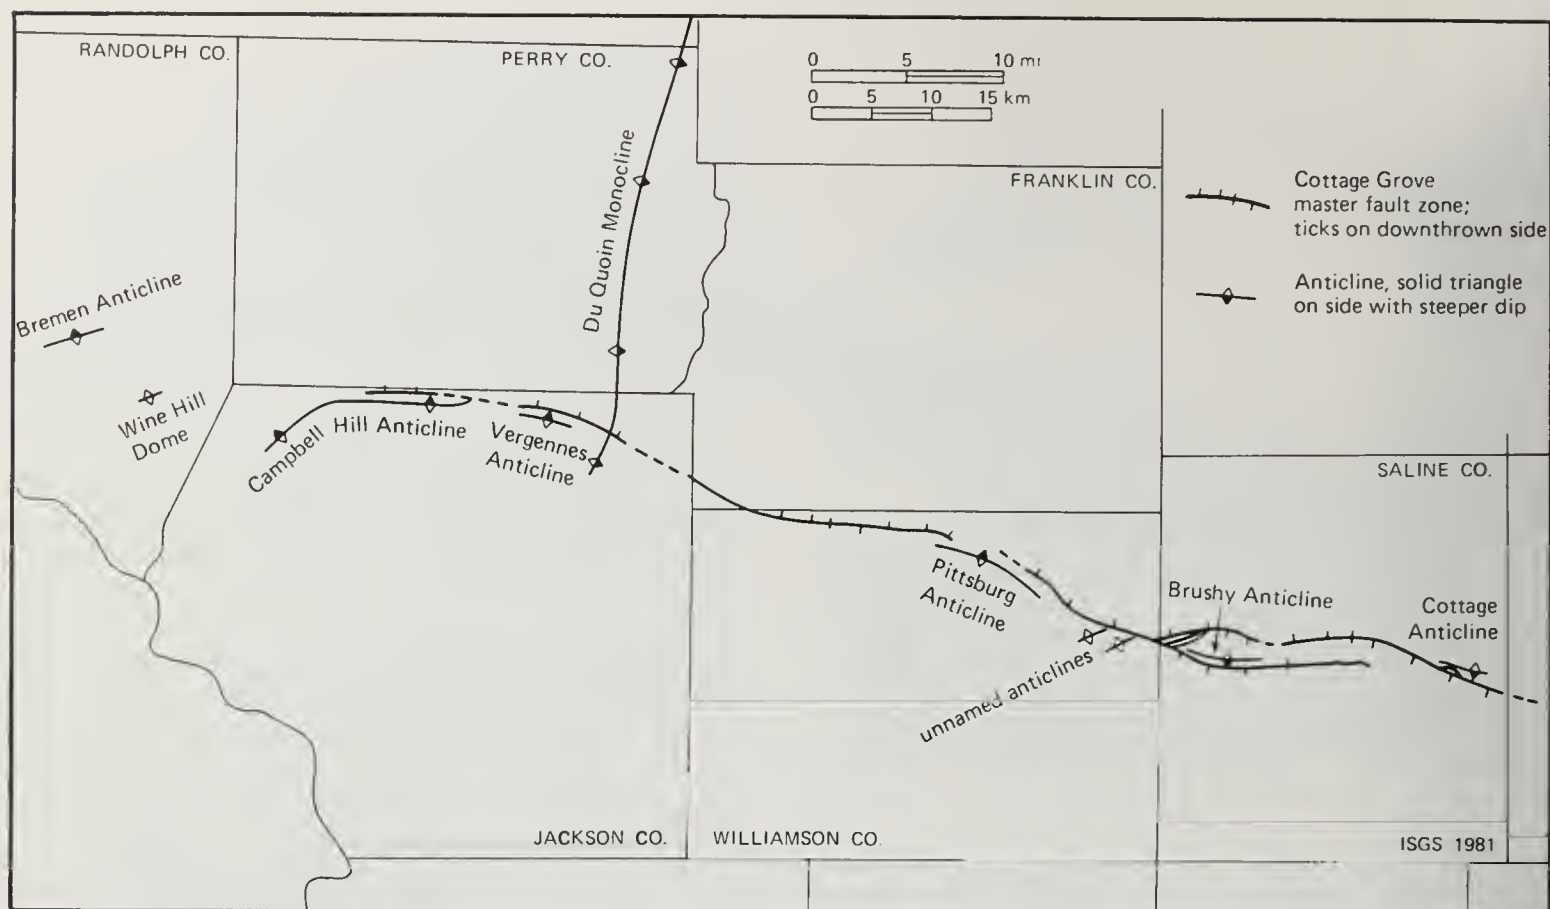 RANDOLPH CO.
PERRY CO.
0 5 10 mi
0 5 10 15 km
Du Quoin Monocline
FRANKLIN CO.
Cottage Grove
master fault zone;
ticks on downthrown side
Anticline, solid triangle
on side with steeper dip
Bremen Anticline
Wine Hill
Dome
Campbell Hill Anticline
Vergennes
Anticline
SALINE CO.
Pittsburg
Anticline
Brushy Anticline
Cottage
Anticline
unnamed anticlines
JACKSON CO.
WILLIAMSON CO.
ISGS 1981